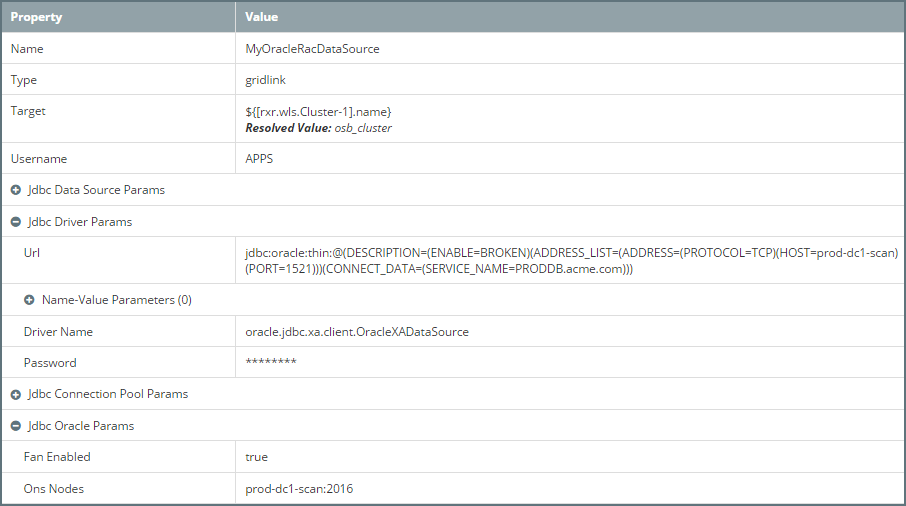 Property Value
Name MyOracleRacDataSource
Type gridlink
Target ${[rxr.wls.Cluster-1].name}
Resolved Value: osb_cluster
Username APPS
Jdbc Data Source Params
Jdbc Driver Params
Url jdbc:oracle:thin:@(DESCRIPTION=(ENABLE=BROKEN)(ADDRESS_LIST=(ADDRESS=(PROTOCOL=TCP)(HOST=prod-dc1-scan)
(PORT=1521)))(CONNECT_DATA=(SERVICE_NAME=PRODDB.acme.com)))
Name-Value Parameters (0)
Driver Name oracle.jdbc.xa.client.OracleXADataSource
Password ********
Jdbc Connection Pool Params
Jdbc Oracle Params
Fan Enabled true
Ons Nodes prod-dc1-scan:2016